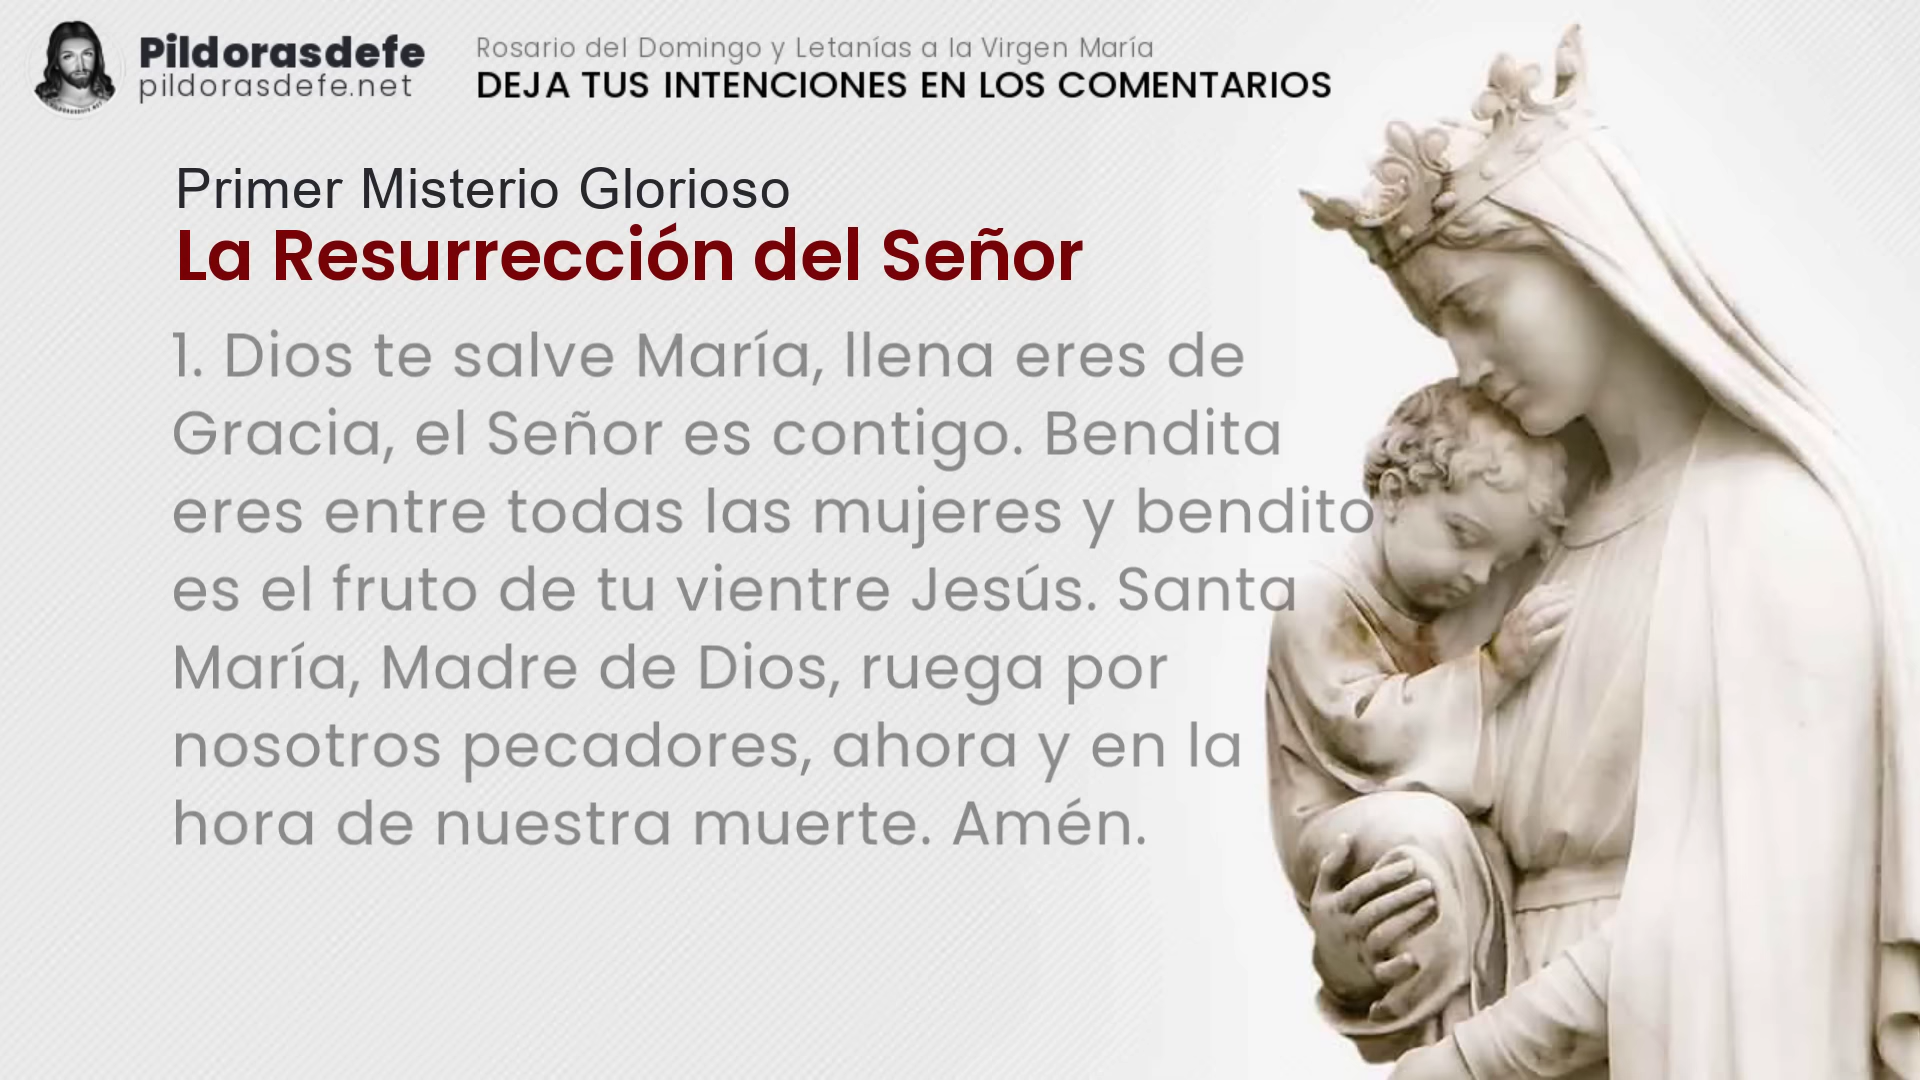 Pildorasdefe
pildorasdefe.net
Rosario del Domingo y Letanías a la Virgen María
DEJA TUS INTENCIONES EN LOS COMENTARIOS
Primer Misterio Glorioso
La Resurrección del Señor
1. Dios te salve María, llena eres de
Gracia, el Señor es contigo. Bendita
eres entre todas las mujeres y bendito
es el fruto de tu vientre Jesús. Santa
María, Madre de Dios, ruega por
nosotros pecadores, ahora y en la
hora de nuestra muerte. Amén.